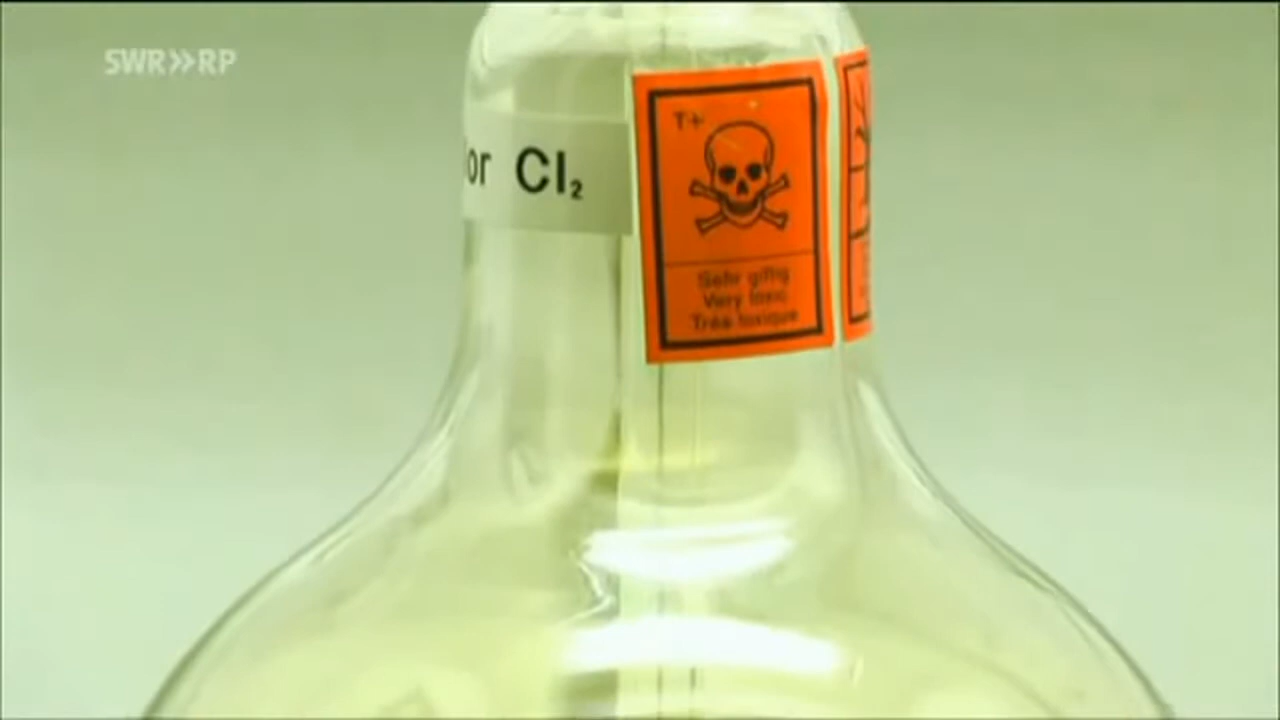 SWR»RP
or Cl₂
T+
Sehr giftig
Very toxic
Très toxique